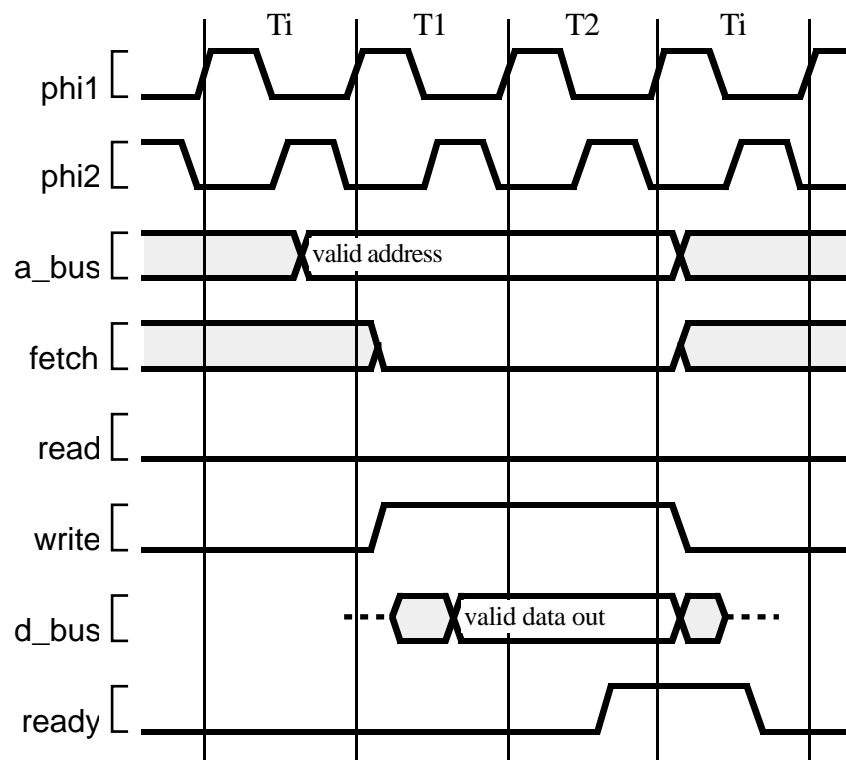 Ti T1 T2 Ti
phi1
phi2
a_bus valid address
fetch
read
write
d_bus valid data out
ready